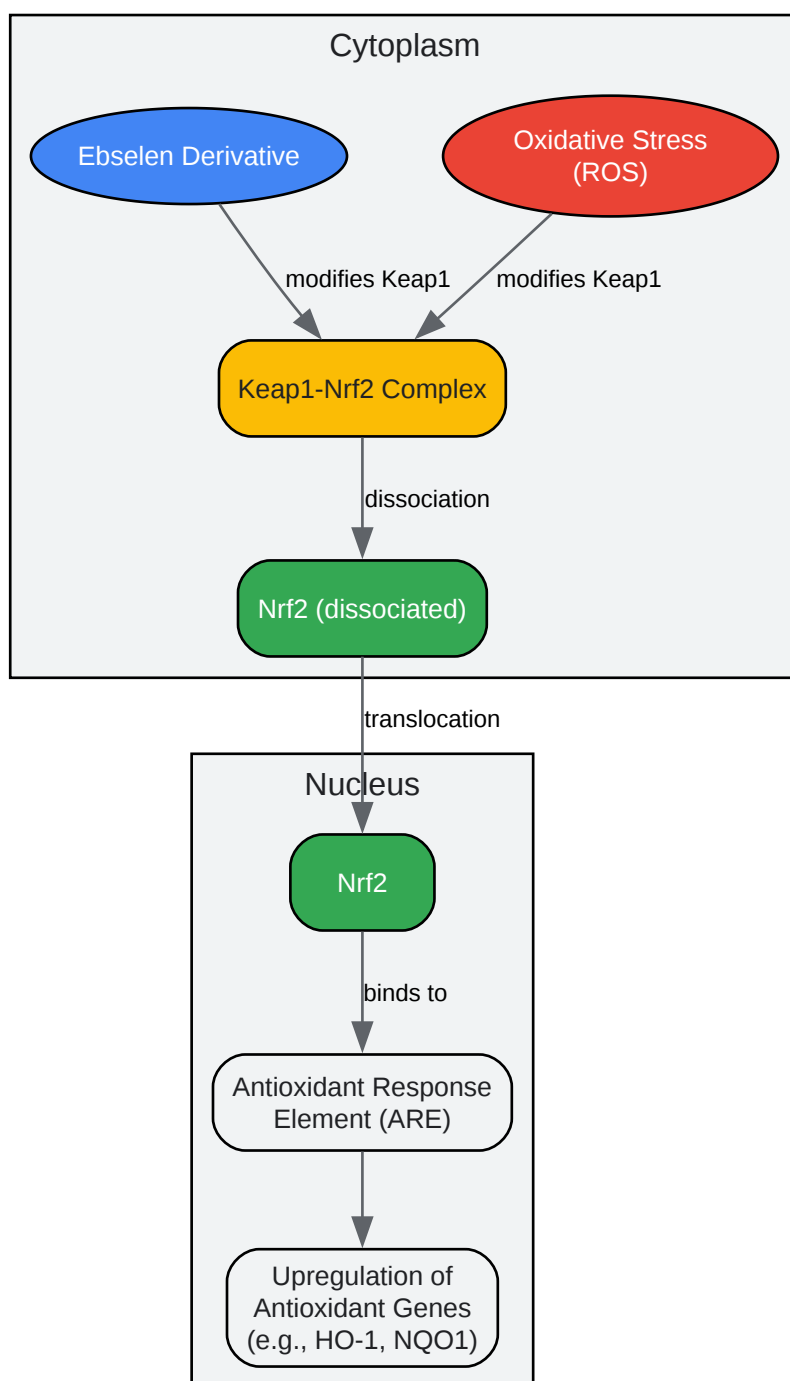 Cytoplasm
Ebselen Derivative
Oxidative Stress
(ROS)
modifies Keap1
modifies Keap1
Keap1-Nrf2 Complex
dissociation
Nrf2 (dissociated)
translocation
Nucleus
Nrf2
binds to
Antioxidant Response
Element (ARE)
Upregulation of
Antioxidant Genes
(e.g., HO-1, NQO1)